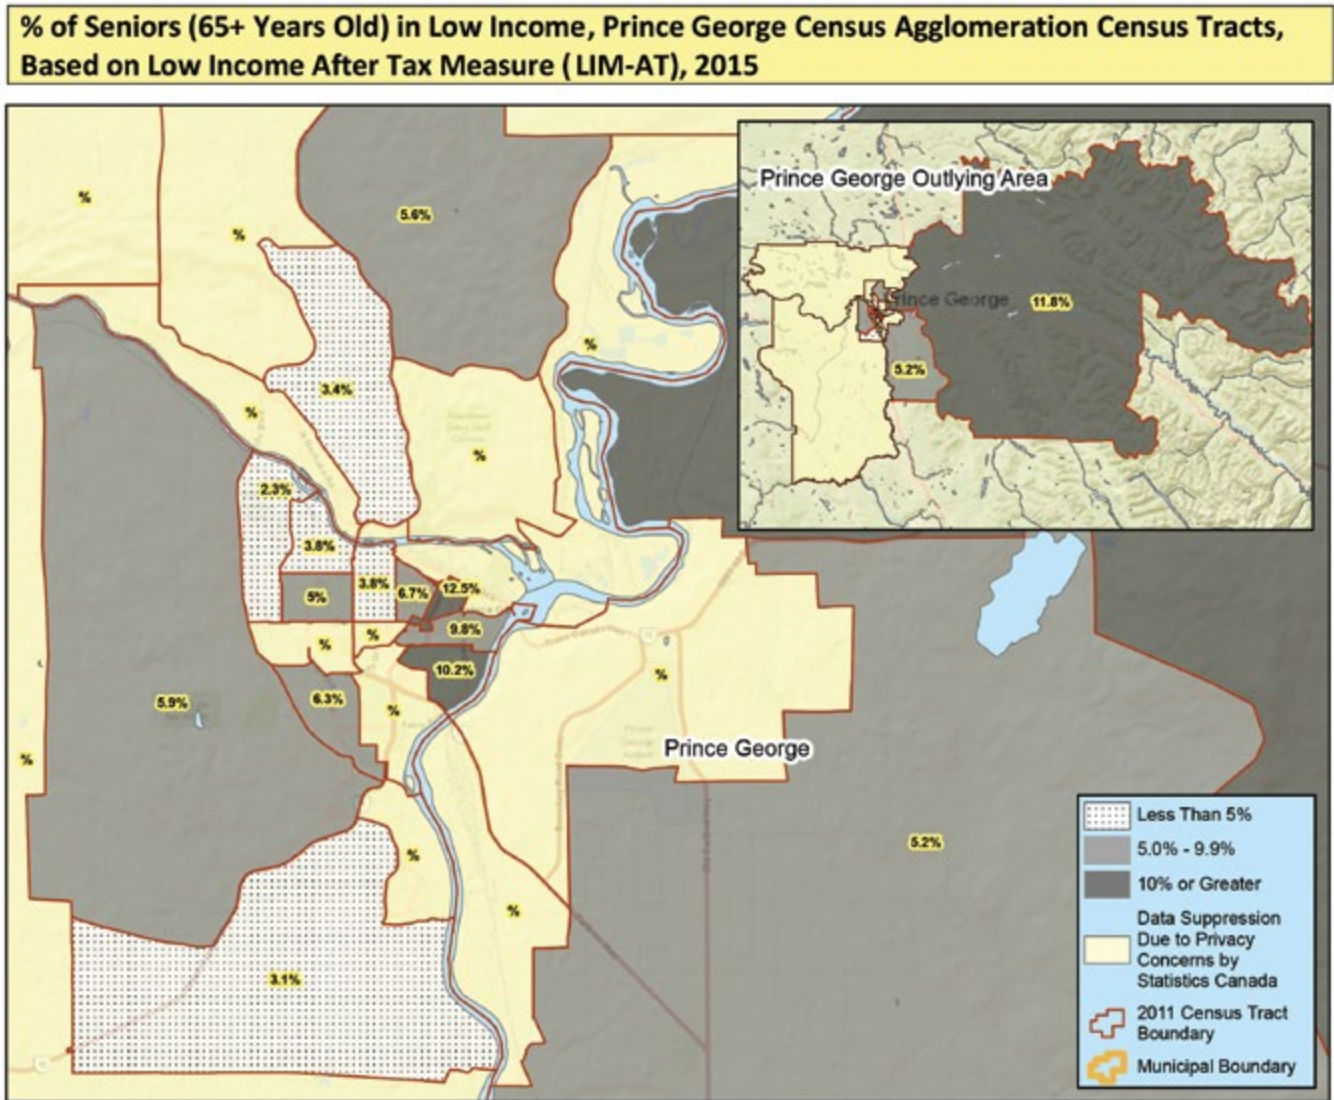 % of Seniors (65+ Years Old) in Low Income, Prince George Census Agglomeration Census Tracts,
Based on Low Income After Tax Measure (LIM-AT), 2015
Prince George Outlying Area
%
5.6%
%
Prince George
11.8%
%
5.2%
3.4%
%
%
2.3%
3.8%
3.8%
12.5%
5%
6.7%
9.8%
%
%
10.2%
%
5.9%
6.3%
%
Prince George
%
5.2%
%
%
3.1%
Less Than 5%
5.0% - 9.9%
10% or Greater
Data Suppression
Due to Privacy
Concerns by
Statistics Canada
2011 Census Tract
Boundary
Municipal Boundary